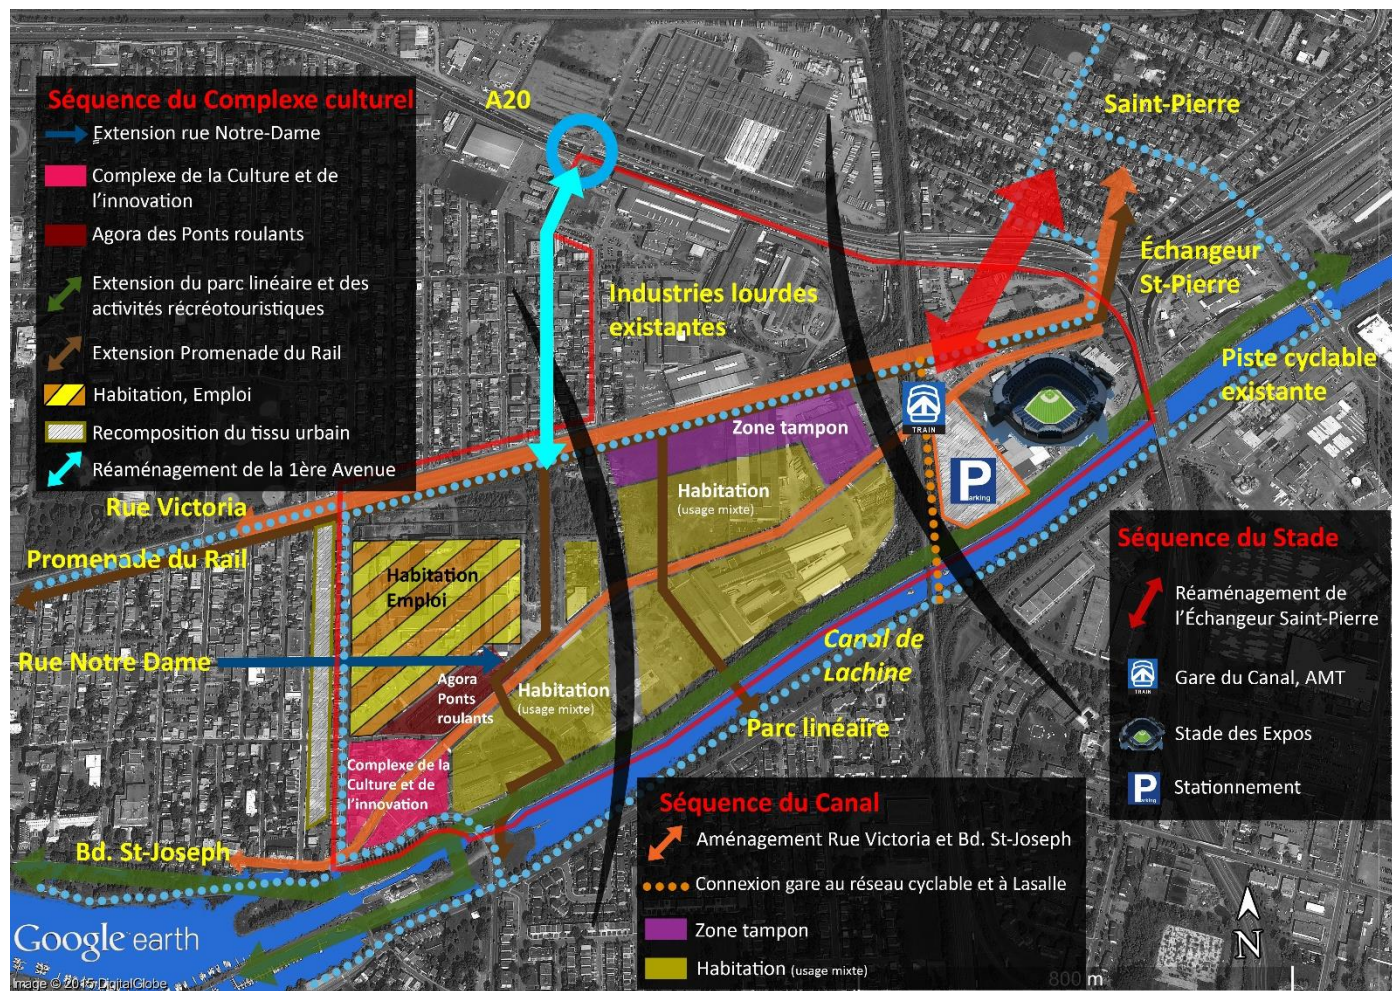 Séquence du Complexe culturel
Extension rue Notre-Dame
Complexe de la Culture et de
l'innovation
Agora des Ponts roulants
Extension du parc linéaire et des
activités récréotouristiques
Extension Promenade du Rail
Habitation, Emploi
Recomposition du tissu urbain
Réaménagement de la 1ère Avenue
A20
Saint-Pierre
Échangeur
St-Pierre
Industries lourdes
existantes
Piste cyclable
existante
TRAIN
Zone tampon
Parking
Habitation
(usage mixte)
Rue Victoria
Promenade du Rail
Habitation
Emploi
Rue Notre Dame
Agora
Ponts
roulants
Habitation
(usage mixte)
Canal de
Lachine
Parc linéaire
Complexe de la
Culture et de
l'innovation
Bd. St-Joseph
Séquence du Stade
Réaménagement de
l'Échangeur Saint-Pierre
TRAIN
Gare du Canal, AMT
Stade des Expos
Parking
Stationnement
Séquence du Canal
Aménagement Rue Victoria et Bd. St-Joseph
Connexion gare au réseau cyclable et à Lasalle
Zone tampon
Habitation (usage mixte)
N
800 m
Google earth
Image © 2015 DigitalGlobe